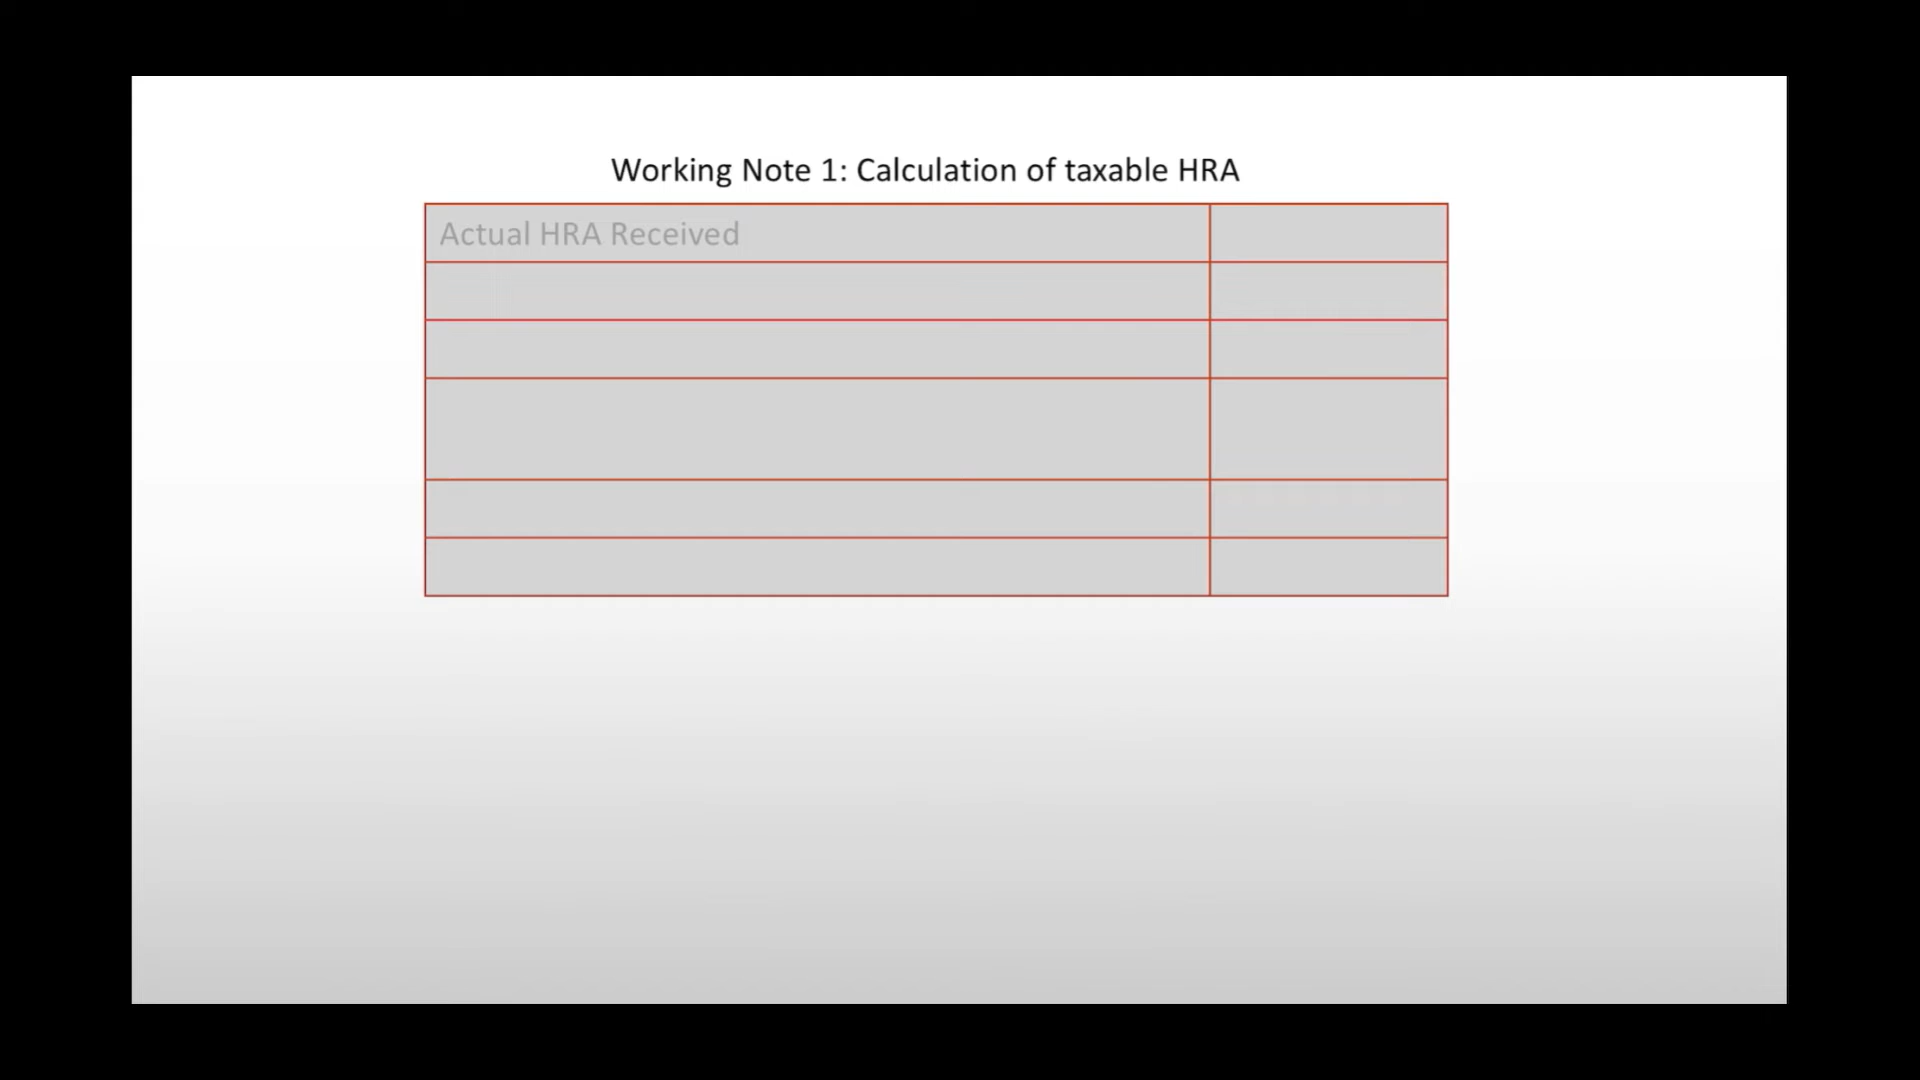 Working Note 1: Calculation of taxable HRA
Actual HRA Received